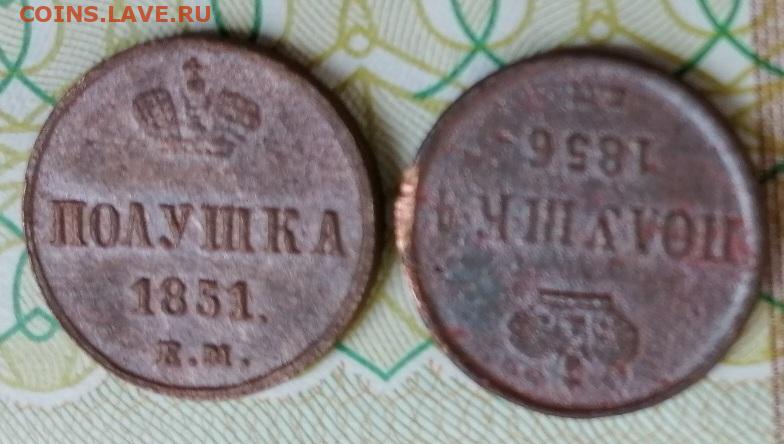 COINS.LAVE.RU
ПОЛУШКА
1851.
Е.М.
1856
ПОЛУШКА